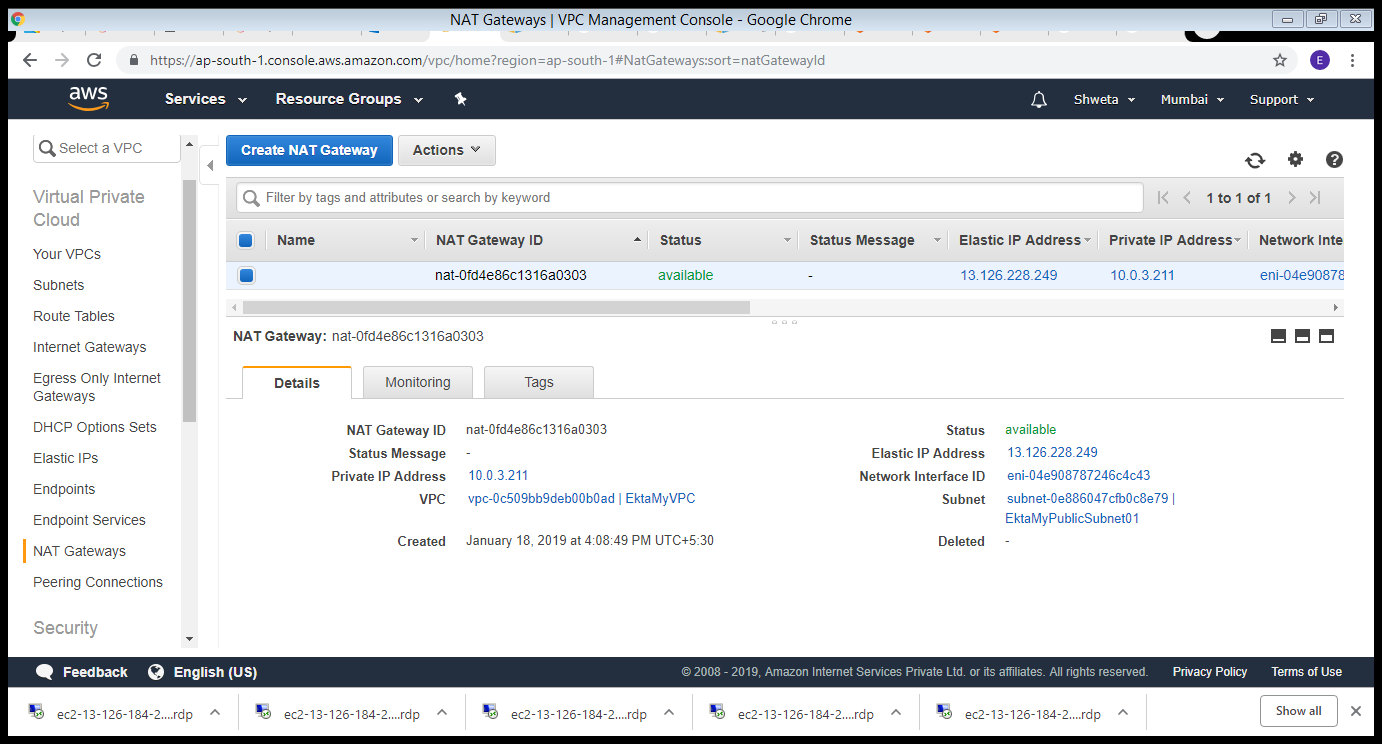 NAT Gateways | VPC Management Console - Google Chrome
https://ap-south-1.console.aws.amazon.com/vpc/home?region=ap-south-1#NatGateways:sort=natGatewayId
E
aws Services Resource Groups Shweta Mumbai Support
Select a VPC
Create NAT Gateway Actions
Virtual Private
Cloud
Your VPCs
Subnets
Route Tables
Internet Gateways
Egress Only Internet
Gateways
DHCP Options Sets
Elastic IPs
Endpoints
Endpoint Services
NAT Gateways
Peering Connections
Security
Filter by tags and attributes or search by keyword 1 to 1 of 1
Name NAT Gateway ID Status Status Message Elastic IP Address Private IP Address Network Inte
nat-0fd4e86c1316a0303 available - 13.126.228.249 10.0.3.211 eni-04e908787
NAT Gateway: nat-0fd4e86c1316a0303
Details Monitoring Tags
NAT Gateway ID nat-0fd4e86c1316a0303 Status available
Status Message - Elastic IP Address 13.126.228.249
Private IP Address 10.0.3.211 Network Interface ID eni-04e908787246c4c43
VPC vpc-0c509bb9deb00b0ad | EktaMyVPC Subnet subnet-0e886047cfb0c8e79 |
EktaMyPublicSubnet01
Created January 18, 2019 at 4:08:49 PM UTC+5:30 Deleted -
Feedback English (US) © 2008 - 2019, Amazon Internet Services Private Ltd. or its affiliates. All rights reserved. Privacy Policy Terms of Use
ec2-13-126-184-2....rdp ec2-13-126-184-2....rdp ec2-13-126-184-2....rdp ec2-13-126-184-2....rdp ec2-13-126-184-2....rdp Show all